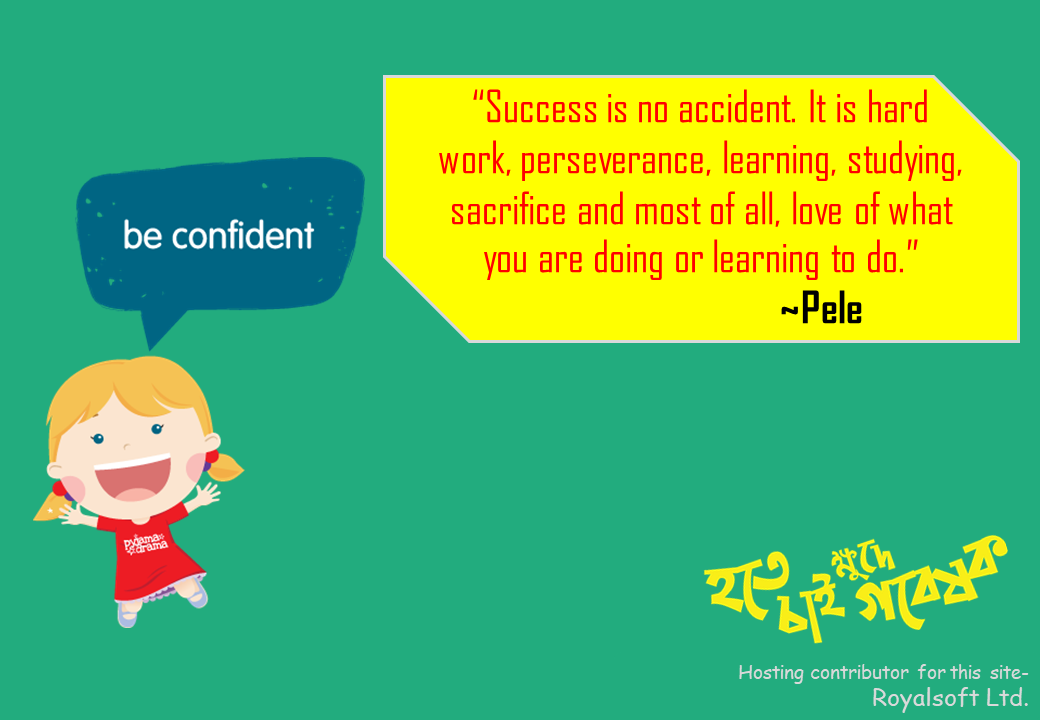 “Success is no accident. It is hard
work, perseverance, learning, studying,
sacrifice and most of all, love of what
you are doing or learning to do.”
~Pele
be confident
pyjama
drama
হতে চাই ক্ষুদে গবেষক
Hosting contributor for this site-
Royalsoft Ltd.